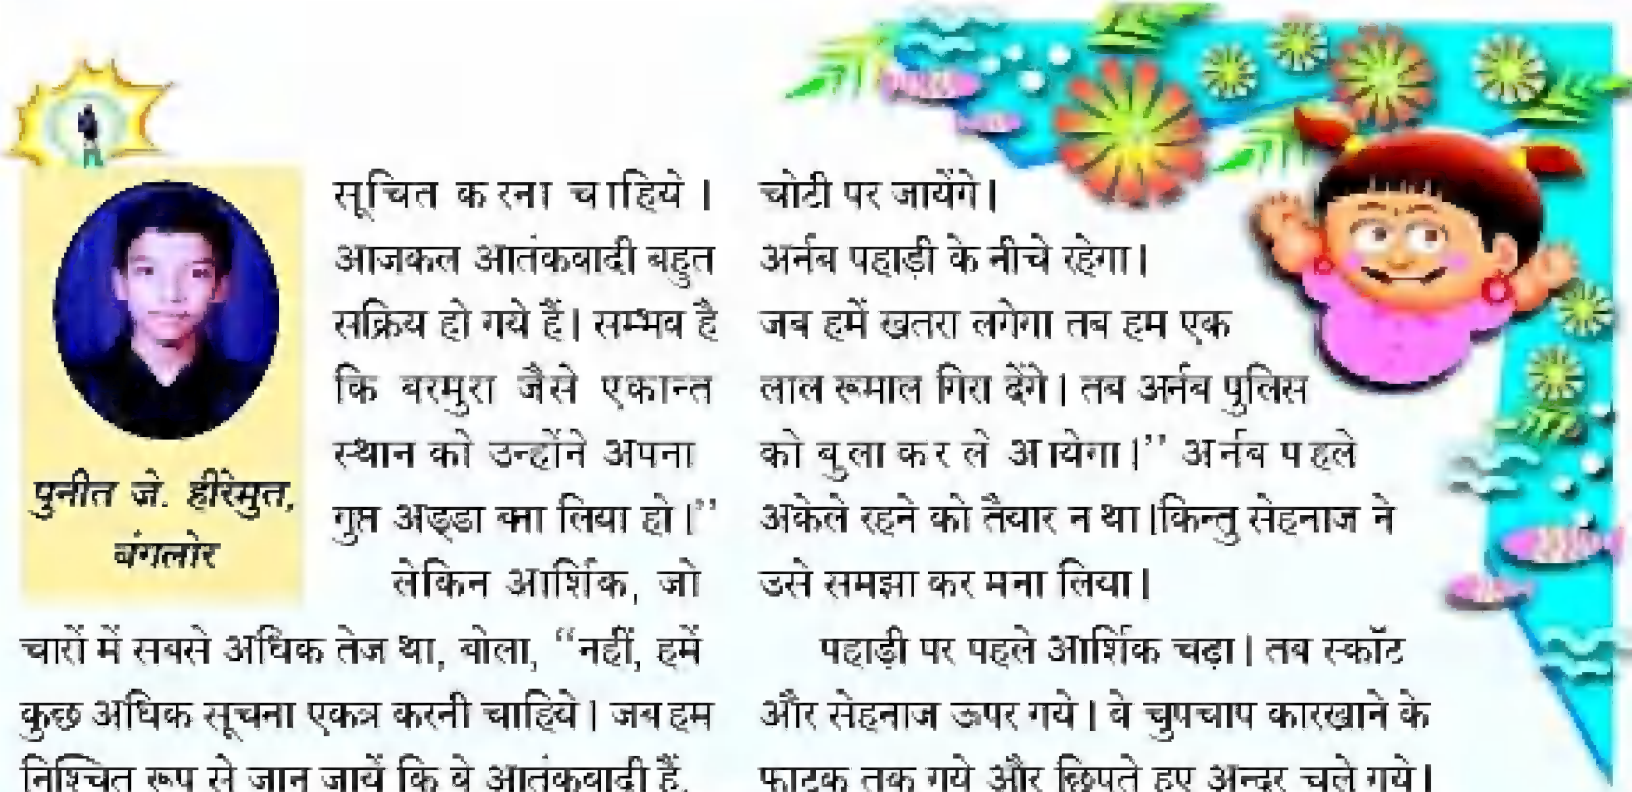 पुनीत जे. हीरेमुत,
बंगलोर
सूचित करना चाहिये ।
आजकल आतंकवादी बहुत
सक्रिय हो गये हैं। सम्भव है
कि बरमुरा जैसे एकान्त
स्थान को उन्होंने अपना
गुप्त अड्डा बना लिया हो।’’
लेकिन आर्शिक, जो
चारों में सबसे अधिक तेज था, बोला, ‘‘नहीं, हमें
कुछ अधिक सूचना एकत्र करनी चाहिये। जब हम
निश्चित रूप से जान जायें कि वे आतंकवादी हैं,
चोटी पर जायेंगे।
अर्नब पहाड़ी के नीचे रहेगा।
जब हमें खतरा लगेगा तब हम एक
लाल रूमाल गिरा देंगे। तब अर्नब पुलिस
को बुला कर ले आयेगा।’’ अर्नब पहले
अकेले रहने को तैयार न था।किन्तु सेहनाज ने
उसे समझा कर मना लिया।
पहाड़ी पर पहले आर्शिक चढ़ा। तब स्कॉट
और सेहनाज ऊपर गये। वे चुपचाप कारखाने के
फाटक तक गये और छिपते हुए अन्दर चले गये।